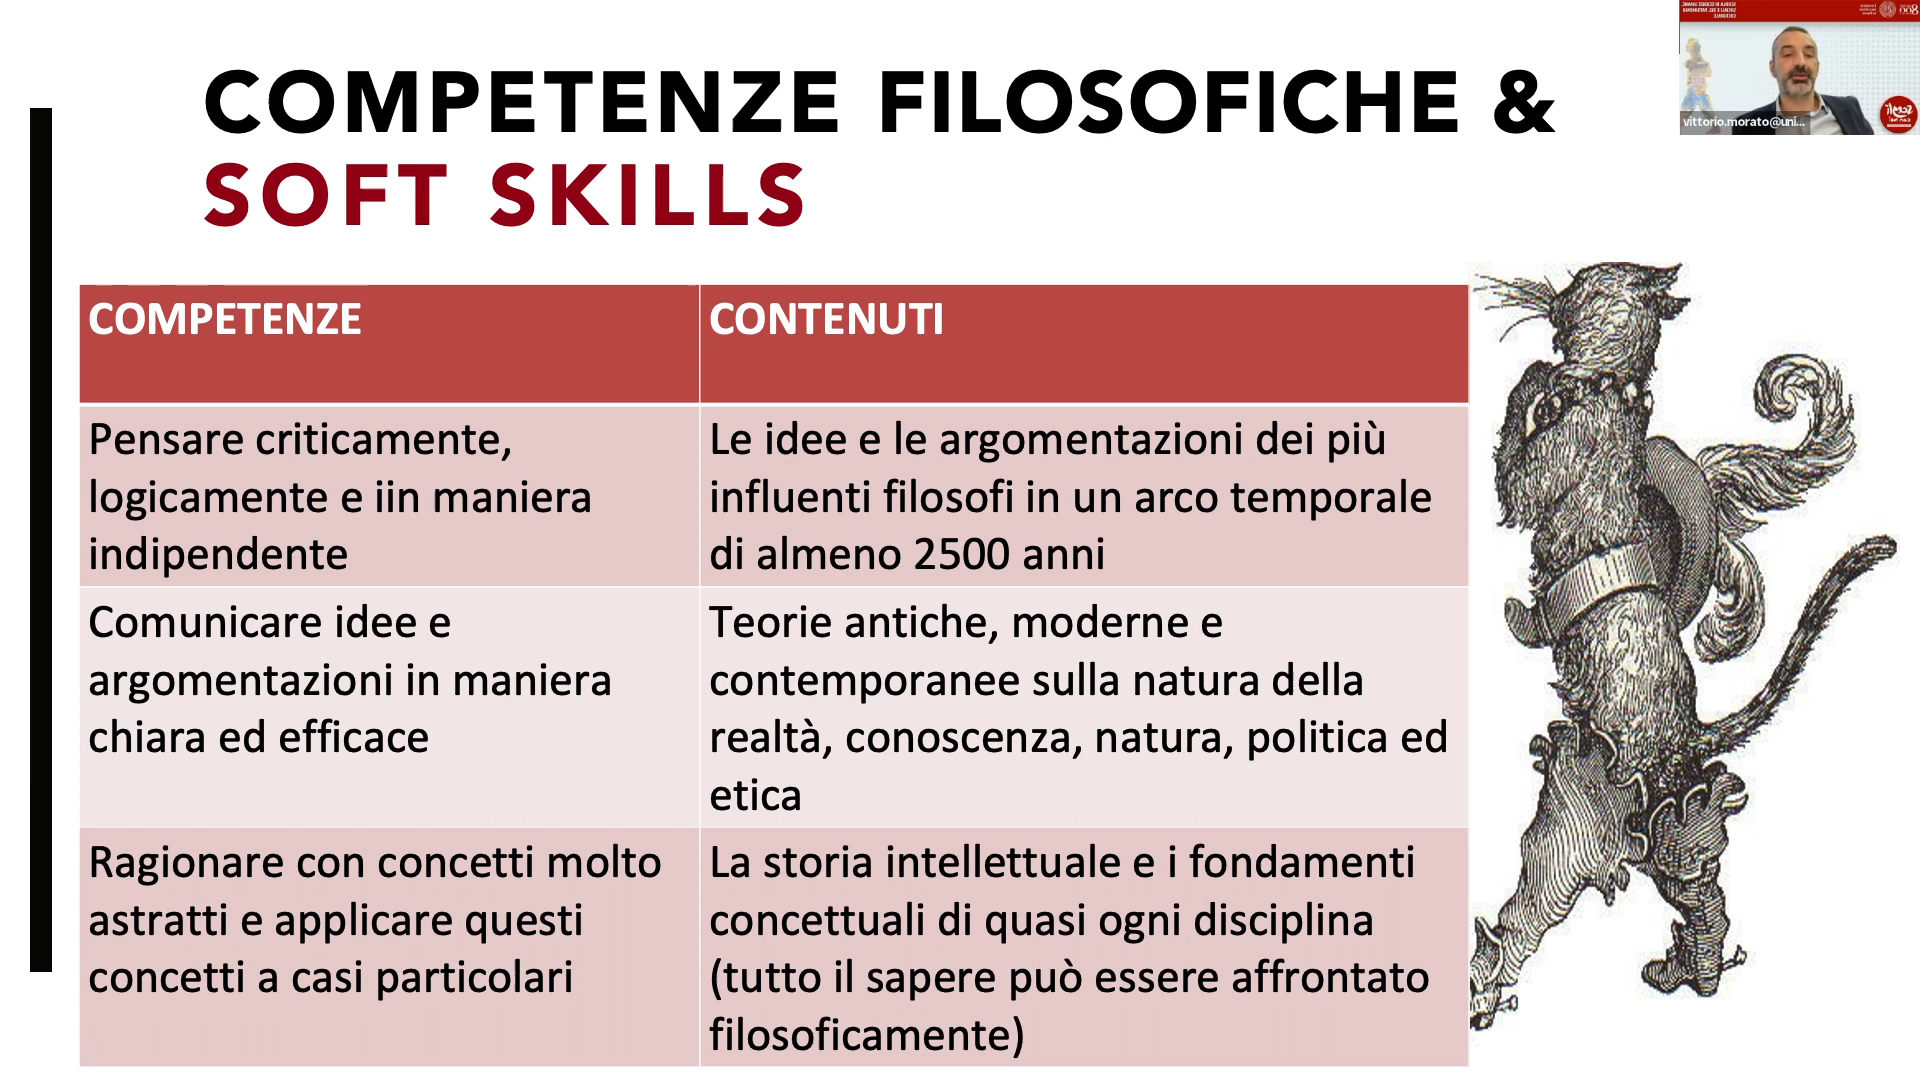 COMPETENZE FILOSOFICHE &
SOFT SKILLS
vittorio.morato@uni...
COMPETENZE
CONTENUTI
Pensare criticamente,
logicamente e iin maniera
indipendente
Le idee e le argomentazioni dei più
influenti filosofi in un arco temporale
di almeno 2500 anni
Comunicare idee e
argomentazioni in maniera
chiara ed efficace
Teorie antiche, moderne e
contemporanee sulla natura della
realtà, conoscenza, natura, politica ed
etica
Ragionare con concetti molto
astratti e applicare questi
concetti a casi particolari
La storia intellettuale e i fondamenti
concettuali di quasi ogni disciplina
(tutto il sapere può essere affrontato
filosoficamente)